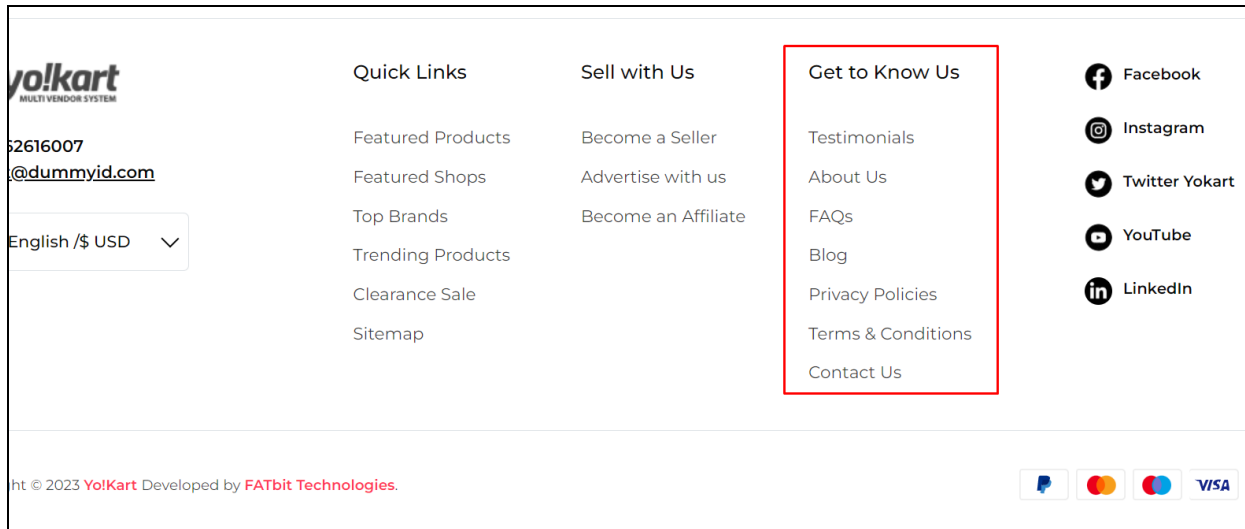 yo!kart
MULTI VENDOR SYSTEM
62616007
@dummyid.com
English /$ USD
Quick Links
Featured Products
Featured Shops
Top Brands
Trending Products
Clearance Sale
Sitemap
Sell with Us
Become a Seller
Advertise with us
Become an Affiliate
Get to Know Us
Testimonials
About Us
FAQs
Blog
Privacy Policies
Terms & Conditions
Contact Us
Facebook
Instagram
Twitter Yokart
YouTube
LinkedIn
ht © 2023 Yo!Kart Developed by FATbit Technologies.
VISA